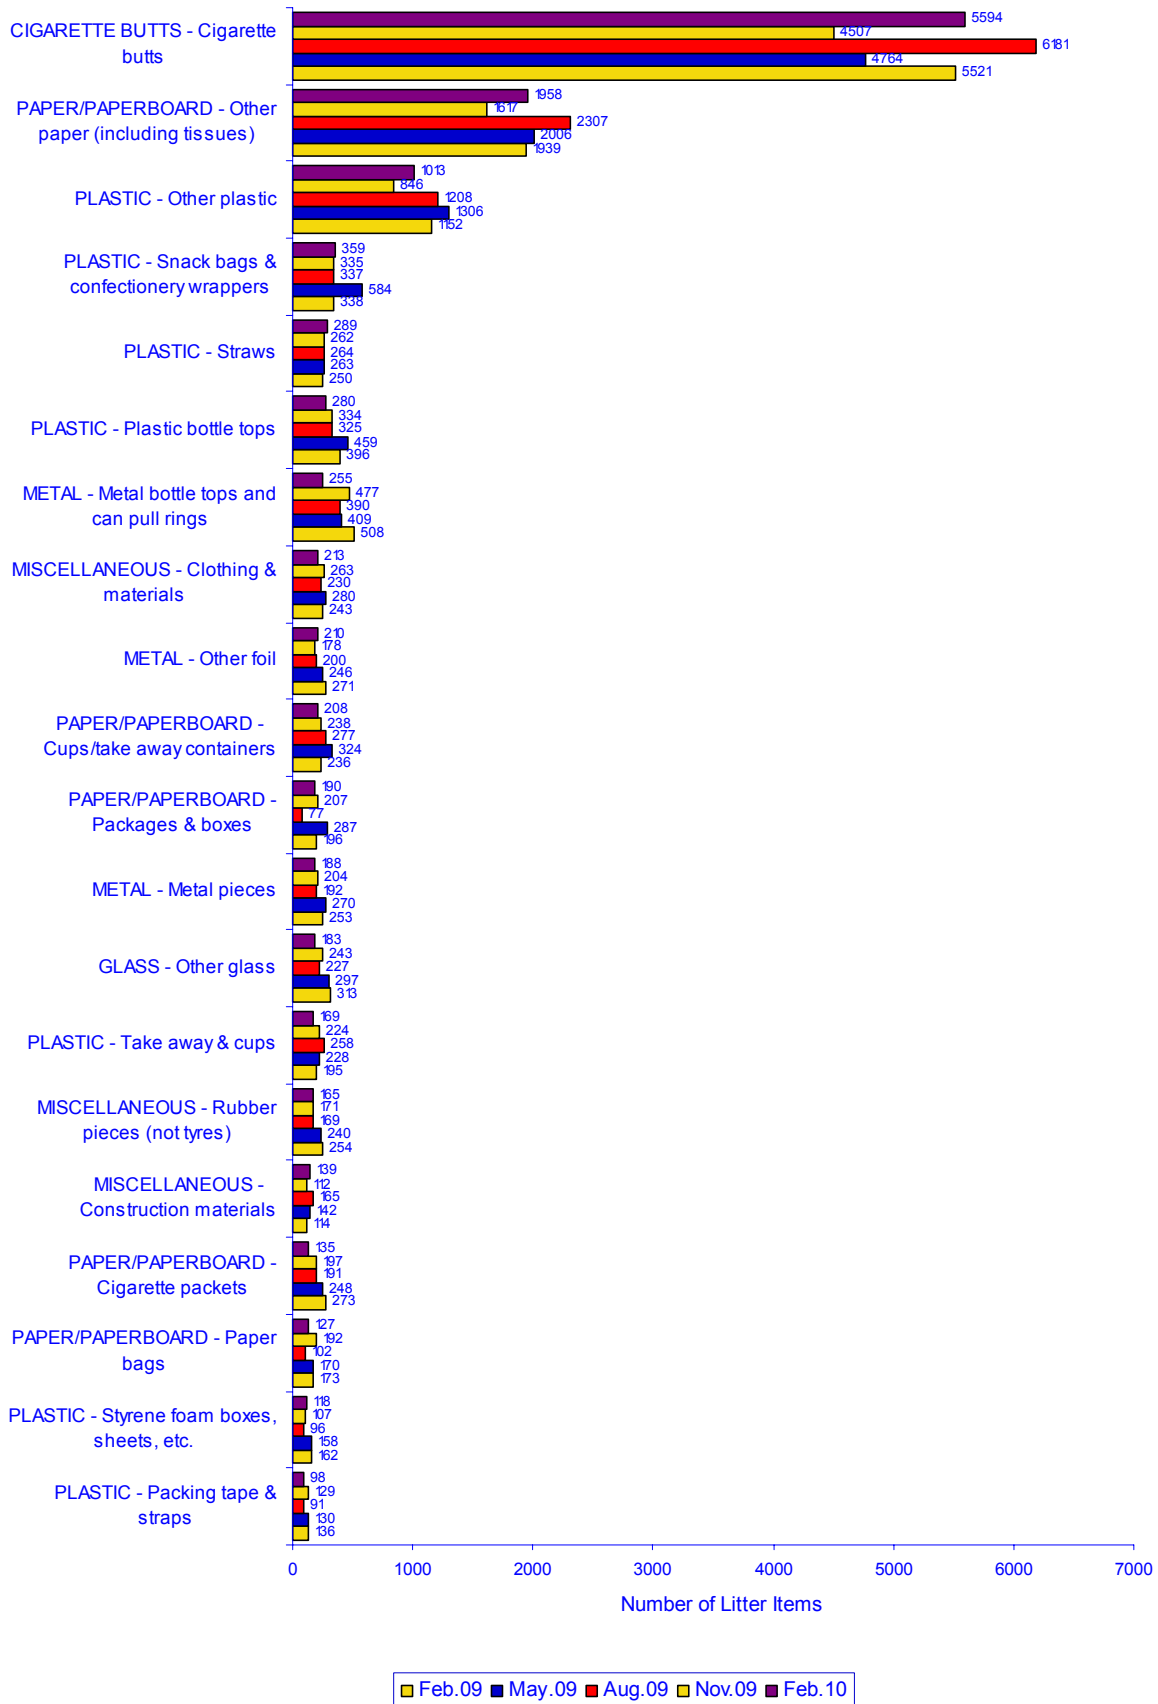 CIGARETTE BUTTS - Cigarette
butts
5594
4507
6181
4764
5521
PAPER/PAPERBOARD - Other
paper (including tissues)
1958
1617
2307
2006
1939
PLASTIC - Other plastic
1013
846
1208
1306
1152
PLASTIC - Snack bags &
confectionery wrappers
359
335
337
584
338
PLASTIC - Straws
289
262
264
263
250
PLASTIC - Plastic bottle tops
280
334
325
459
396
METAL - Metal bottle tops and
can pull rings
255
477
390
409
508
MISCELLANEOUS - Clothing &
materials
213
263
230
280
243
METAL - Other foil
210
178
200
246
271
PAPER/PAPERBOARD -
Cups/take away containers
208
238
277
324
236
PAPER/PAPERBOARD -
Packages & boxes
190
207
77
287
196
METAL - Metal pieces
188
204
192
270
253
GLASS - Other glass
183
243
227
297
313
PLASTIC - Take away & cups
169
224
258
228
195
MISCELLANEOUS - Rubber
pieces (not tyres)
165
171
169
240
254
MISCELLANEOUS -
Construction materials
139
112
165
142
114
PAPER/PAPERBOARD -
Cigarette packets
135
197
191
248
273
PAPER/PAPERBOARD - Paper
bags
127
192
102
170
173
PLASTIC - Styrene foam boxes,
sheets, etc.
118
107
96
158
162
PLASTIC - Packing tape &
straps
98
129
91
130
136
0 1000 2000 3000 4000 5000 6000 7000
Number of Litter Items
Feb.09 May.09 Aug.09 Nov.09 Feb.10